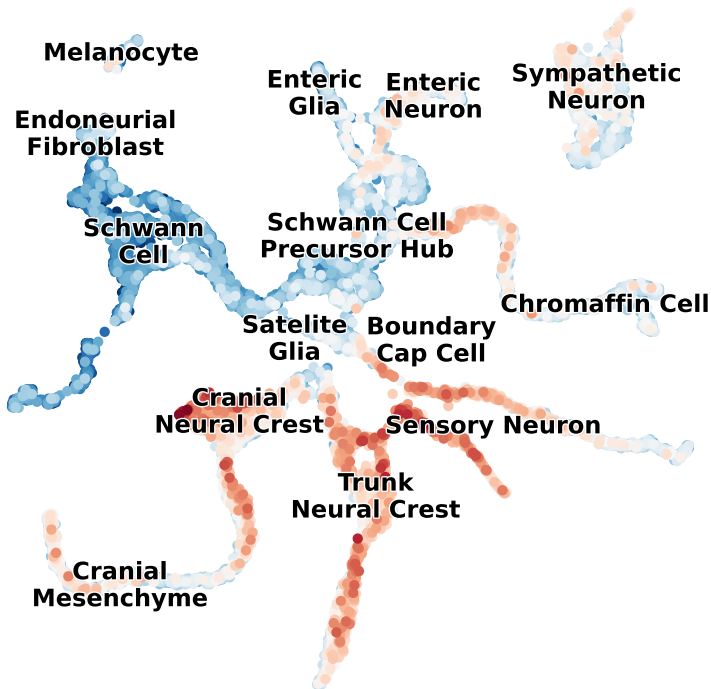 Melanocyte
Enteric
Glia
Enteric
Neuron
Sympathetic
Neuron
Endoneurial
Fibroblast
Schwann
Cell
Schwann Cell
Precursor Hub
Chromaffin Cell
Satelite
Glia
Boundary
Cap Cell
Cranial
Neural Crest
Sensory Neuron
Trunk
Neural Crest
Cranial
Mesenchyme